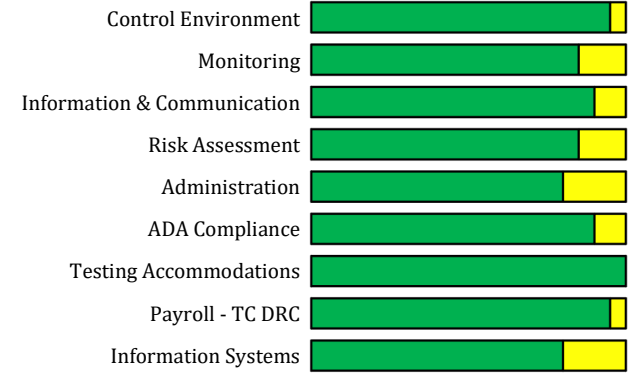 Control Environment
Monitoring
Information & Communication
Risk Assessment
Administration
ADA Compliance
Testing Accommodations
Payroll - TC DRC
Information Systems